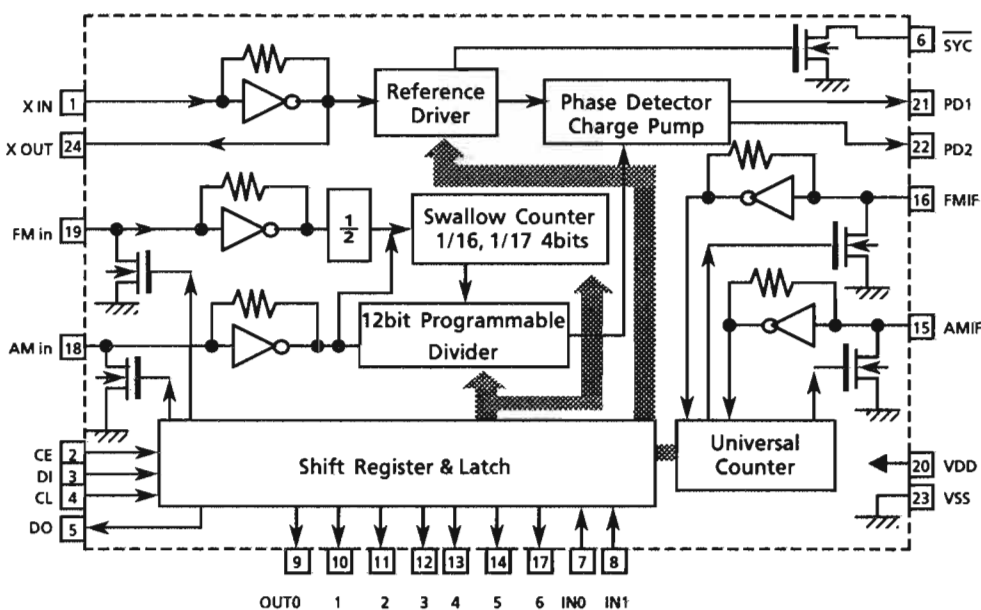 6 SYC
X IN 1
Reference
Driver
Phase Detector
Charge Pump
21 PD1
X OUT 24
22 PD2
FM in 19
1/2
Swallow Counter
1/16, 1/17 4bits
16 FMIF
12bit Programmable
Divider
15 AMIF
AM in 18
CE 2
DI 3
CL 4
DO 5
Shift Register & Latch
Universal
Counter
20 VDD
23 VSS
9 10 11 12 13 14 17 7 8
OUT0 1 2 3 4 5 6 IN0 IN1